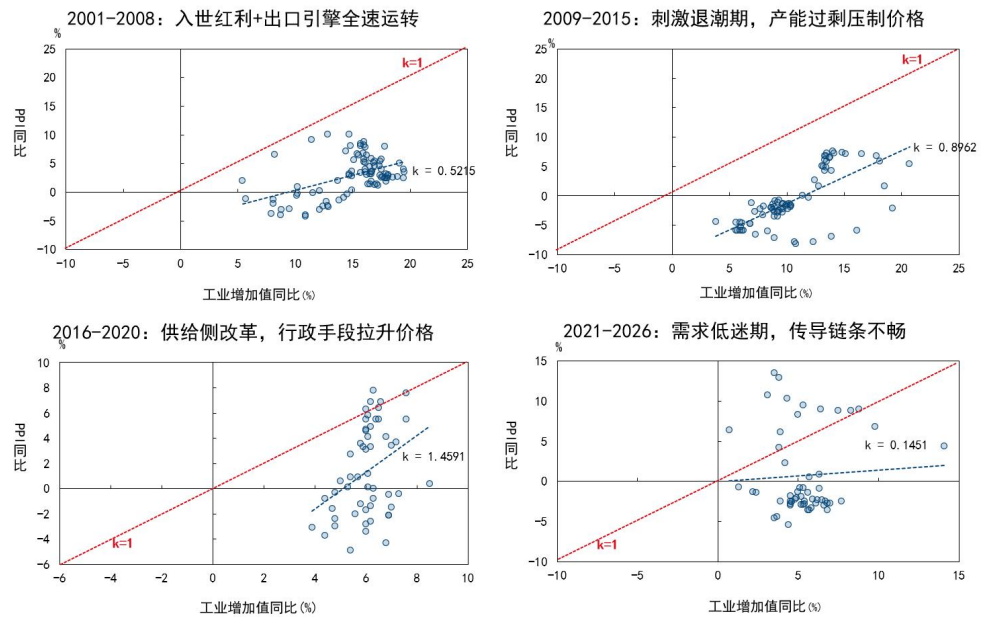 2001-2008：入世红利+出口引擎全速运转
%
25
20
15
10
5
0
-5
-10
PPI同比
k=1
k = 0.5215
-10 -5 0 5 10 15 20 25
工业增加值同比(%)
2009-2015：刺激退潮期，产能过剩压制价格
%
25
20
15
10
5
0
-5
-10
PPI同比
k=1
k = 0.8962
-10 -5 0 5 10 15 20 25
工业增加值同比(%)
2016-2020：供给侧改革，行政手段拉升价格
%
10
8
6
4
2
0
-2
-4
-6
PPI同比
k = 1.4591
k=1
-6 -4 -2 0 2 4 6 8 10
工业增加值同比(%)
2021-2026：需求低迷期，传导链条不畅
%
15
10
5
0
-5
-10
PPI同比
k = 0.1451
k=1
-10 -5 0 5 10 15
工业增加值同比(%)